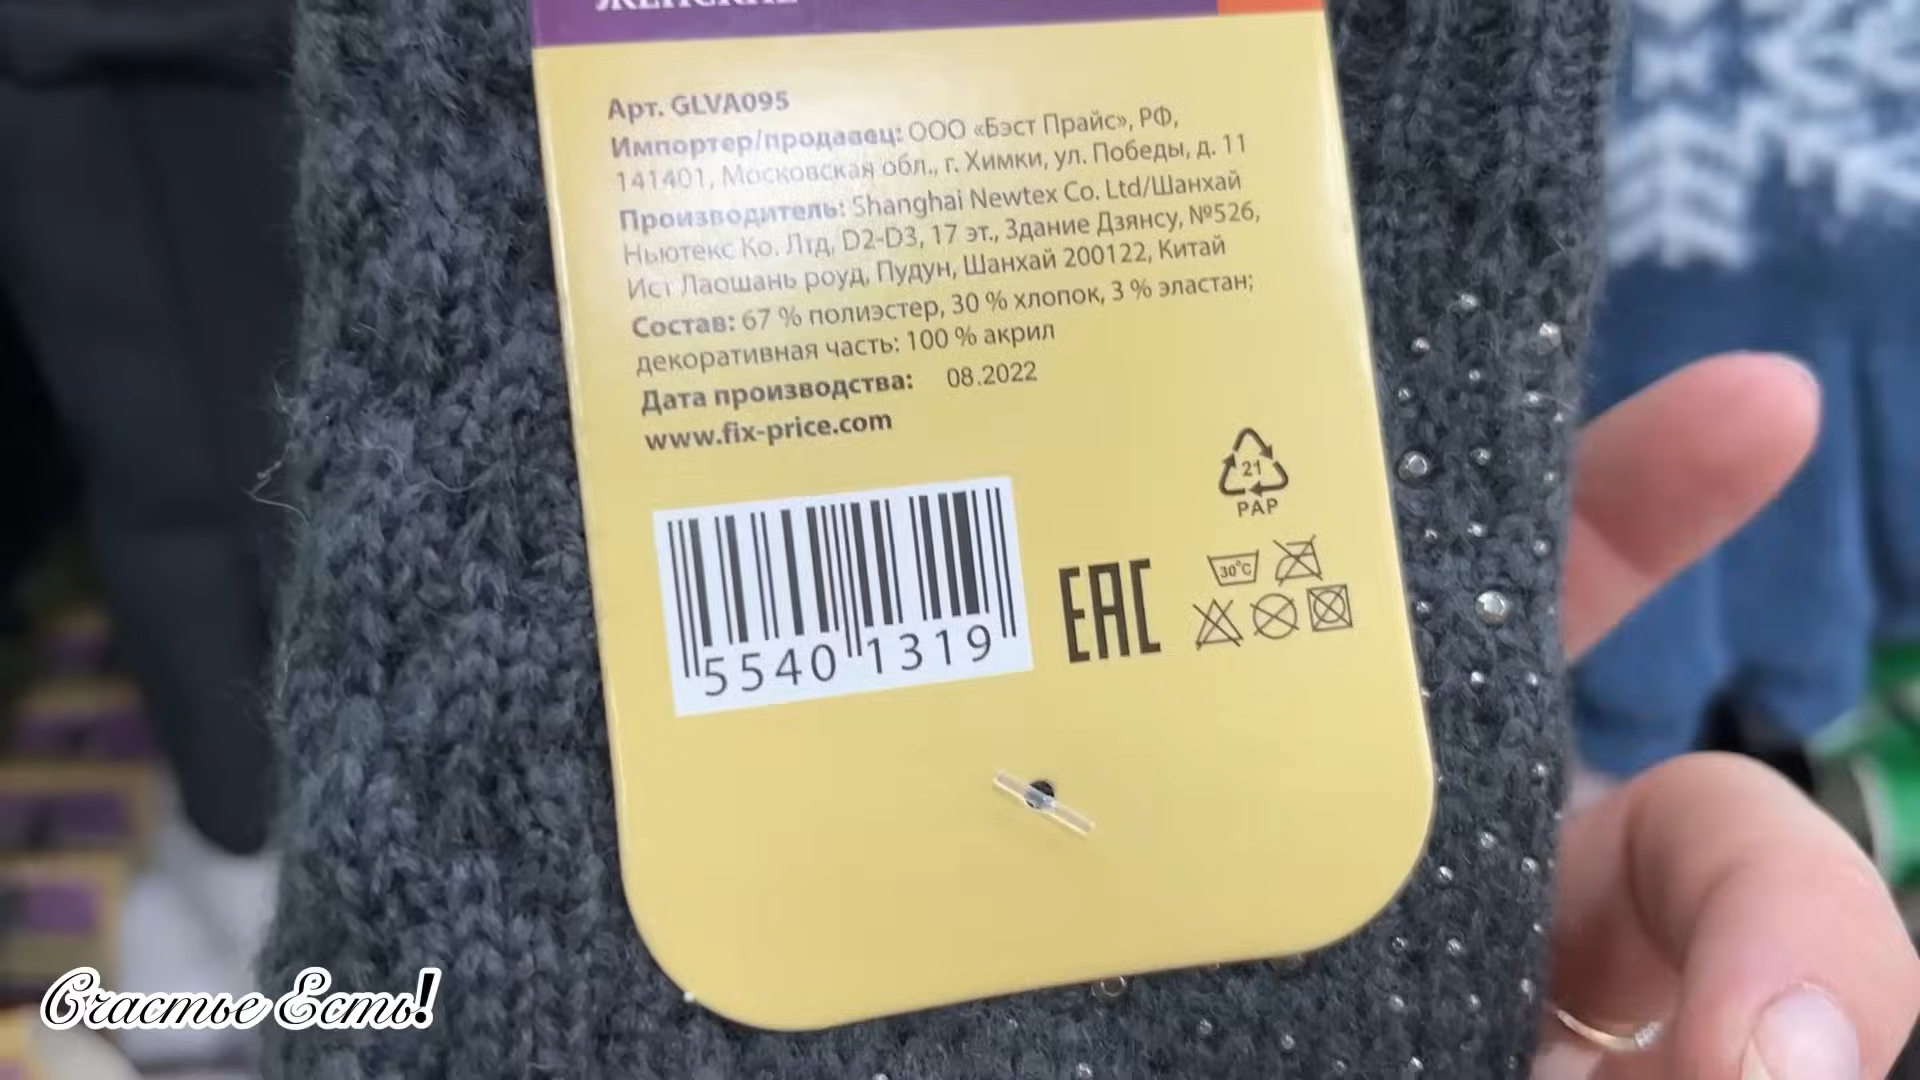 Арт. GLVA095
Импортер/продавец: ООО «Бэст Прайс», РФ,
141401, Московская обл., г. Химки, ул. Победы, д. 11
Производитель: Shanghai Newtex Co. Ltd/Шанхай
Ньютекс Ко. Лтд, D2-D3, 17 эт., Здание Дзянсу, №526,
Ист Лаошань роуд, Пудун, Шанхай 200122, Китай
Состав: 67 % полиэстер, 30 % хлопок, 3 % эластан;
декоративная часть: 100 % акрил
Дата производства: 08.2022
www.fix-price.com
21
PAP
30°C
EAC
5540 1319
Счастье Есть!